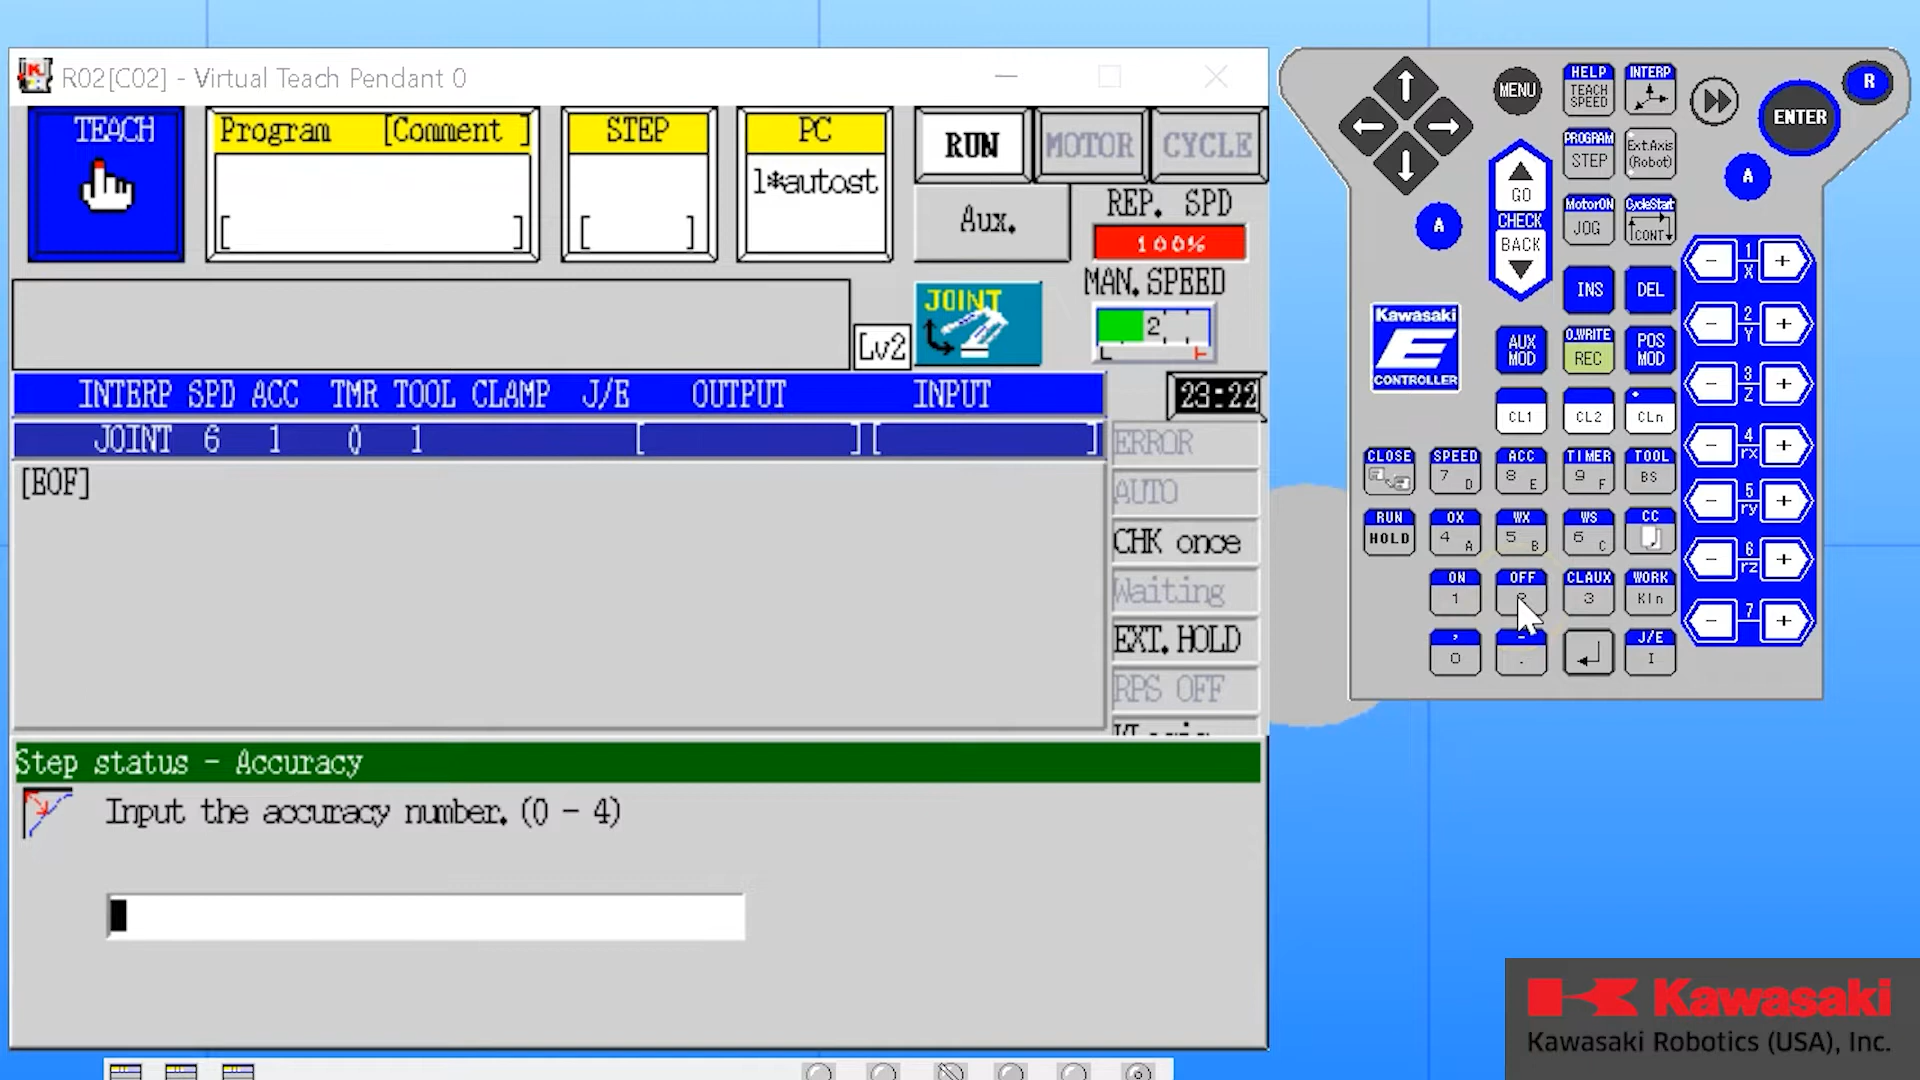 R02[C02] - Virtual Teach Pendant 0
TEACH
Program [Comment ]
[ ]
STEP
[ ]
PC
1*autost
RUN
MOTOR
CYCLE
Aux.
REP. SPD
100%
MAN.SPEED
2
L H
Lv2
JOINT
INTERP SPD ACC TMR TOOL CLAMP J/E OUTPUT INPUT
23:22
JOINT 6 1 0 1 [ ][ ]
[EOF]
ERROR
AUTO
CHK once
Waiting
EXT.HOLD
RPS OFF
Step status - Accuracy
Input the accuracy number.(0 - 4)
MENU
HELP
TEACH
SPEED
INTERP
ENTER
R
PROGRAM
STEP
Ext.Axis
(Robot)
A
A
GO
CHECK
BACK
MotorON
JOG
CycleStart
CONT
INS
DEL
Kawasaki
E
CONTROLLER
AUX
MOD
O.WRITE
REC
POS
MOD
CL1
CL2
CLn
CLOSE
SPEED
7 D
ACC
8 E
TIMER
9 F
TOOL
BS
RUN
HOLD
OX
4 A
WX
5 B
WS
6 C
CC
ON
1
OFF
2
CLAUX
3
WORK
KIn
,
0
-
.
J/E
I
- 1 X +
- 2 Y +
- 3 Z +
- 4 rx +
- 5 ry +
- 6 rz +
- 7 +
Kawasaki
Kawasaki Robotics (USA), Inc.